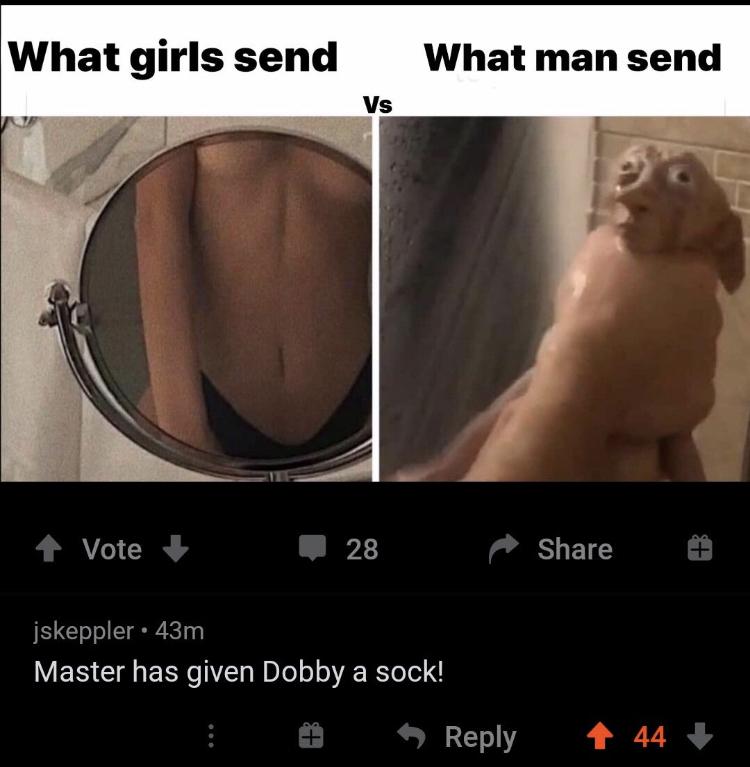 What girls send
What man send
Vs
Vote
28
Share
jskeppler • 43m
Master has given Dobby a sock!
Reply
44